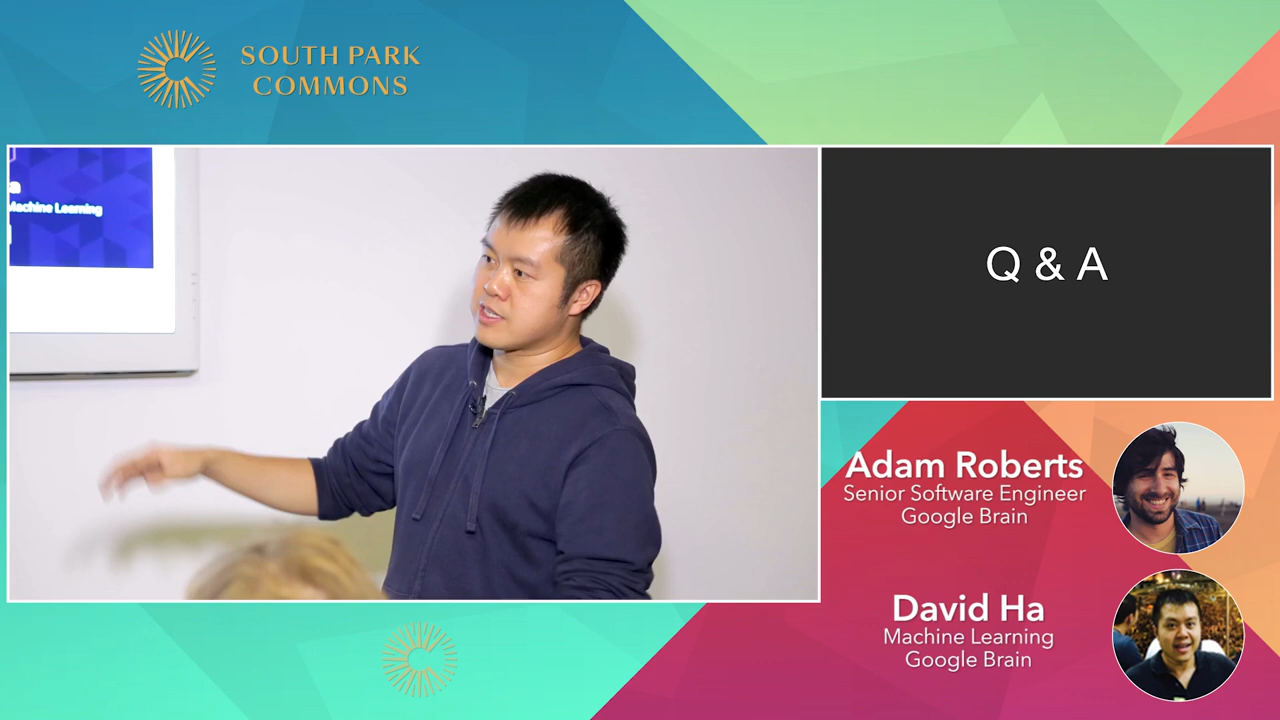 SOUTH PARK
COMMONS
Machine Learning
Q & A
Adam Roberts
Senior Software Engineer
Google Brain
David Ha
Machine Learning
Google Brain